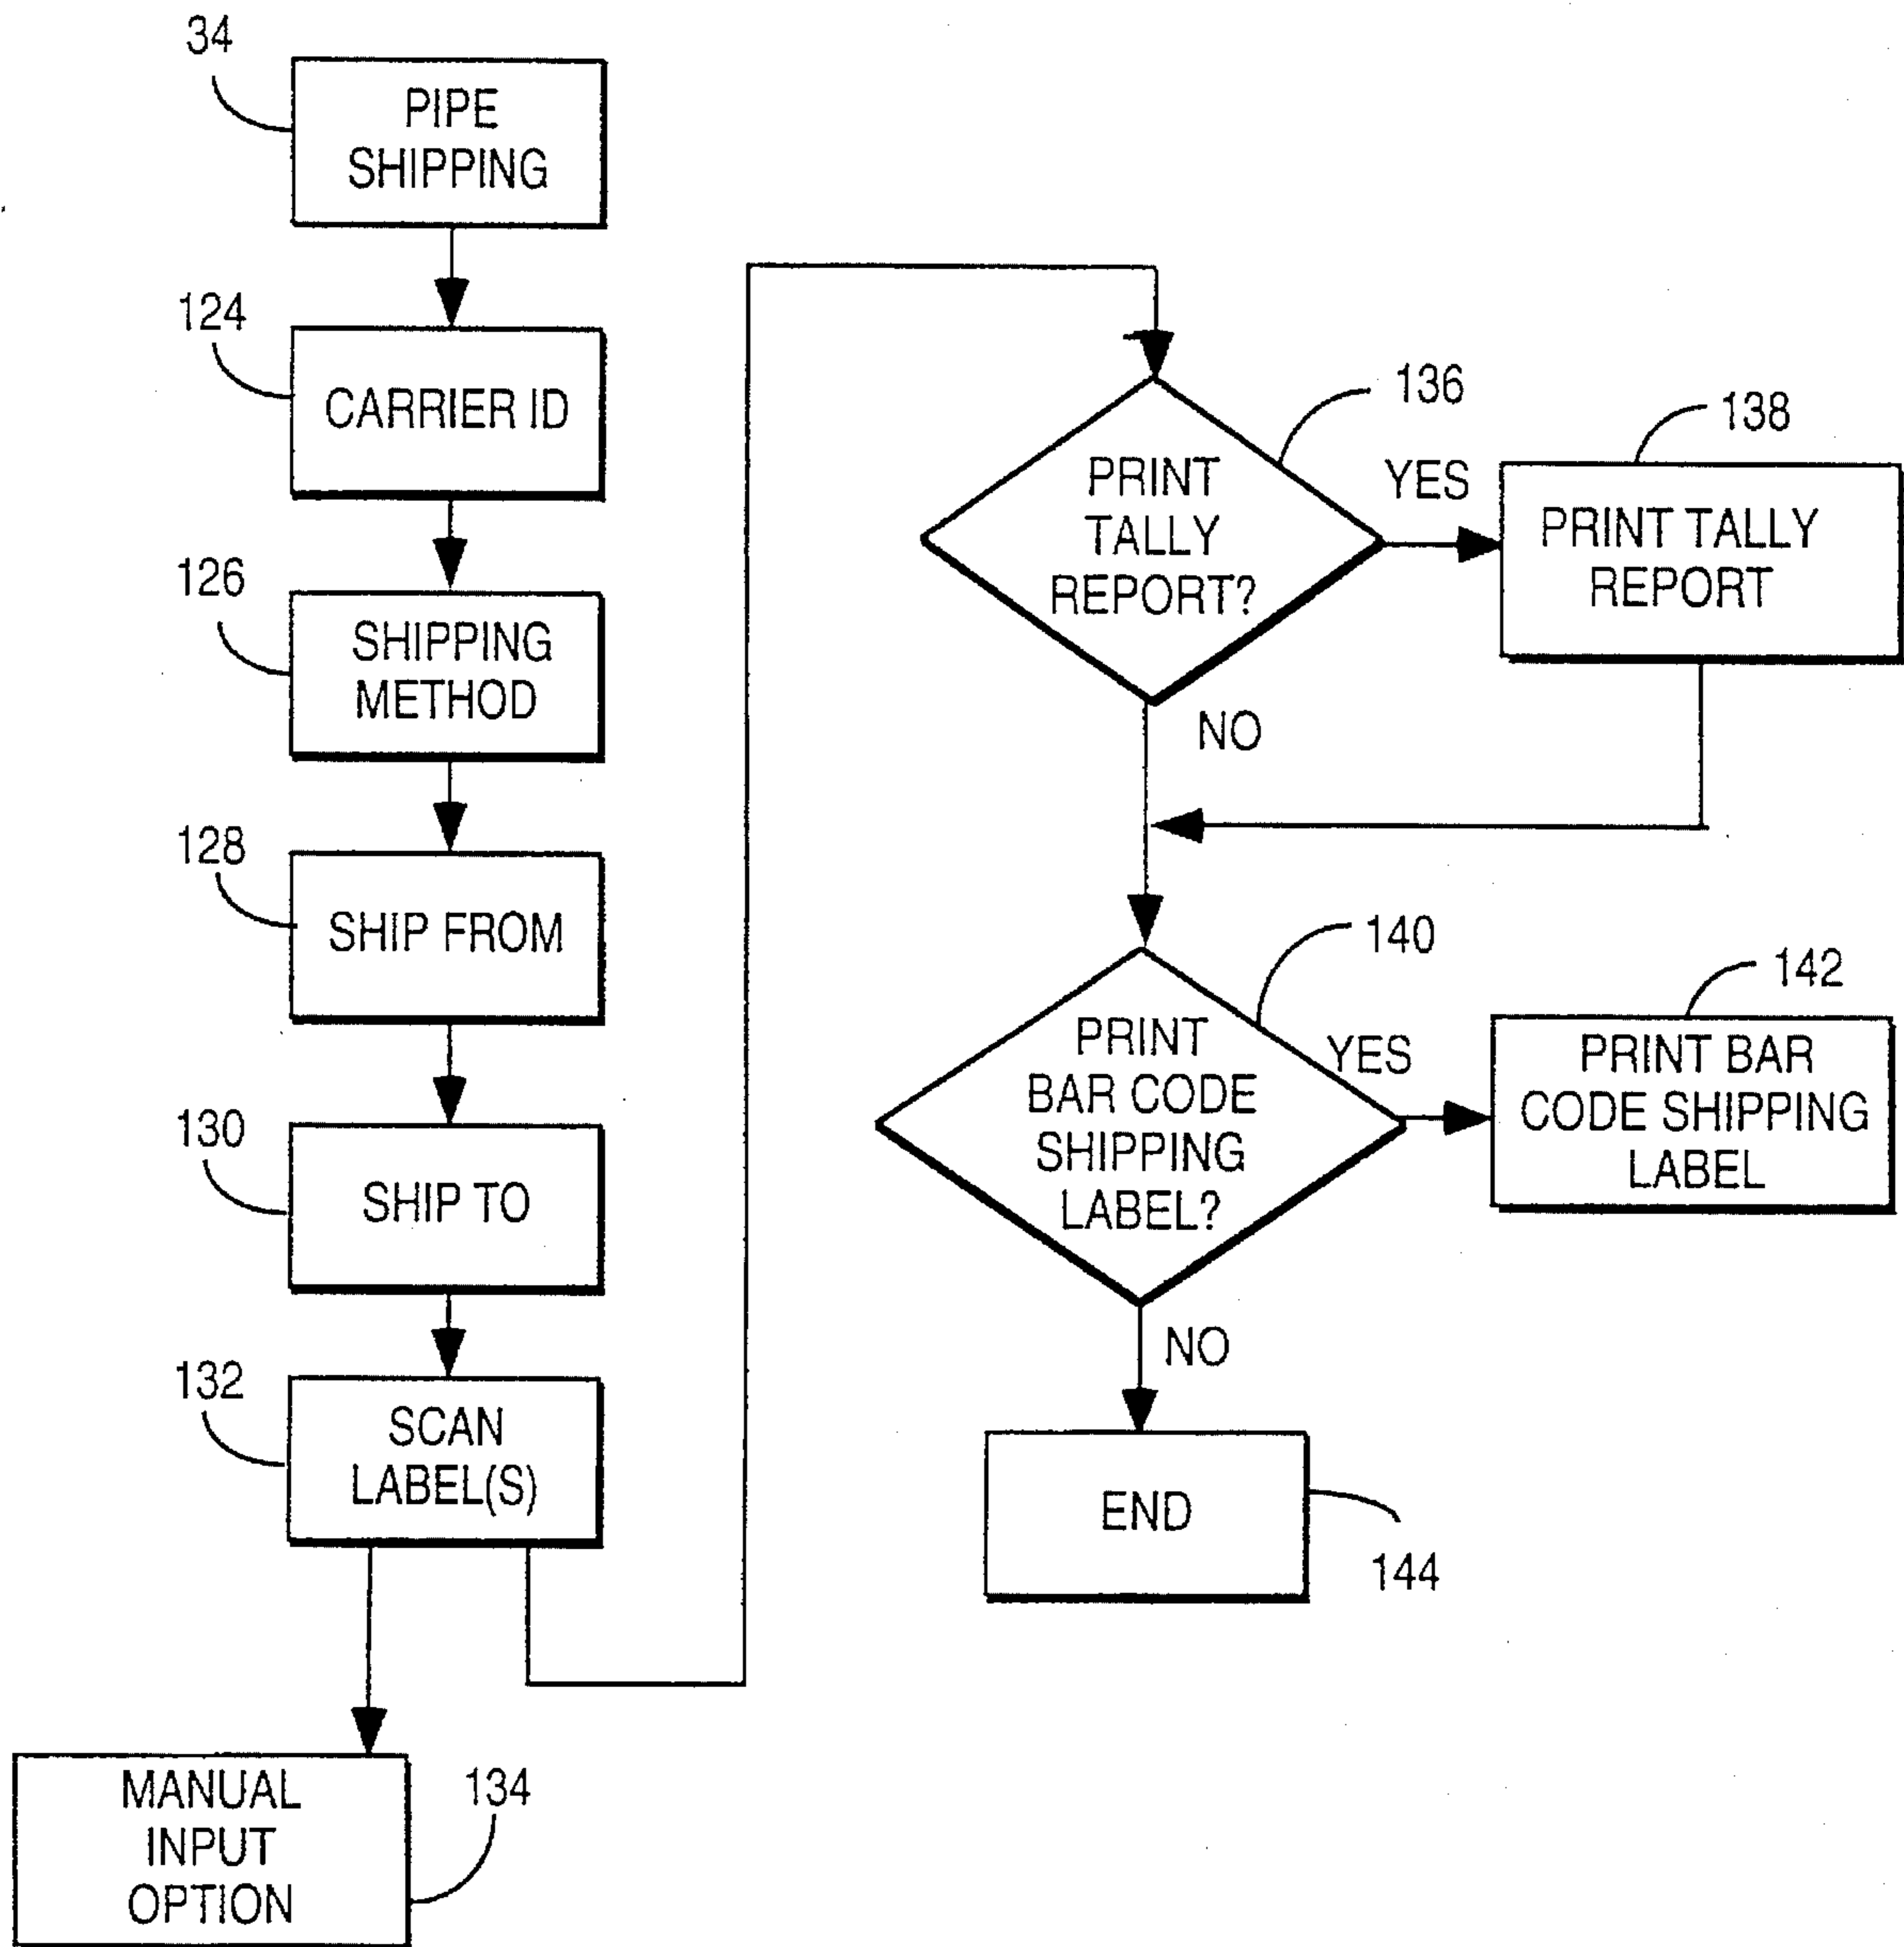 34
PIPE
SHIPPING
124
CARRIER ID
126
SHIPPING
METHOD
128
SHIP FROM
130
SHIP TO
132
SCAN
LABEL(S)
MANUAL
INPUT
OPTION
134
PRINT
TALLY
REPORT?
136
YES
138
PRINT TALLY
REPORT
NO
PRINT
BAR CODE
SHIPPING
LABEL?
140
YES
142
PRINT BAR
CODE SHIPPING
LABEL
NO
END
144